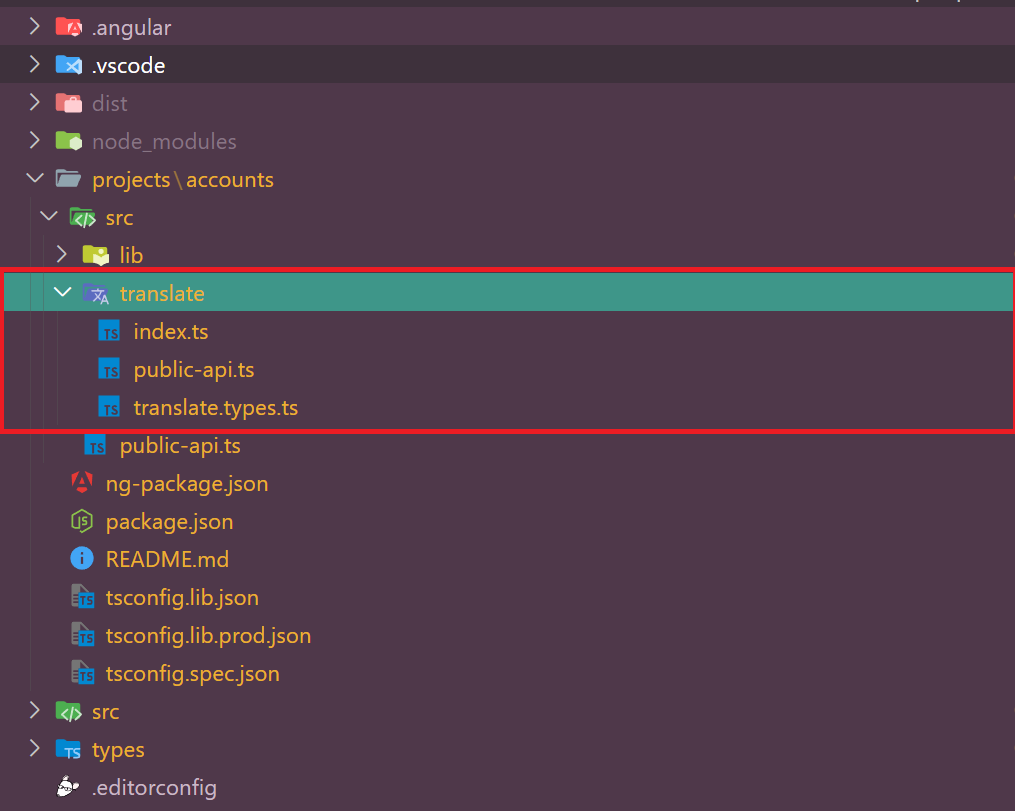 .angular
.vscode
dist
node_modules
projects\accounts
src
lib
translate
index.ts
public-api.ts
translate.types.ts
public-api.ts
ng-package.json
package.json
README.md
tsconfig.lib.json
tsconfig.lib.prod.json
tsconfig.spec.json
src
types
.editorconfig